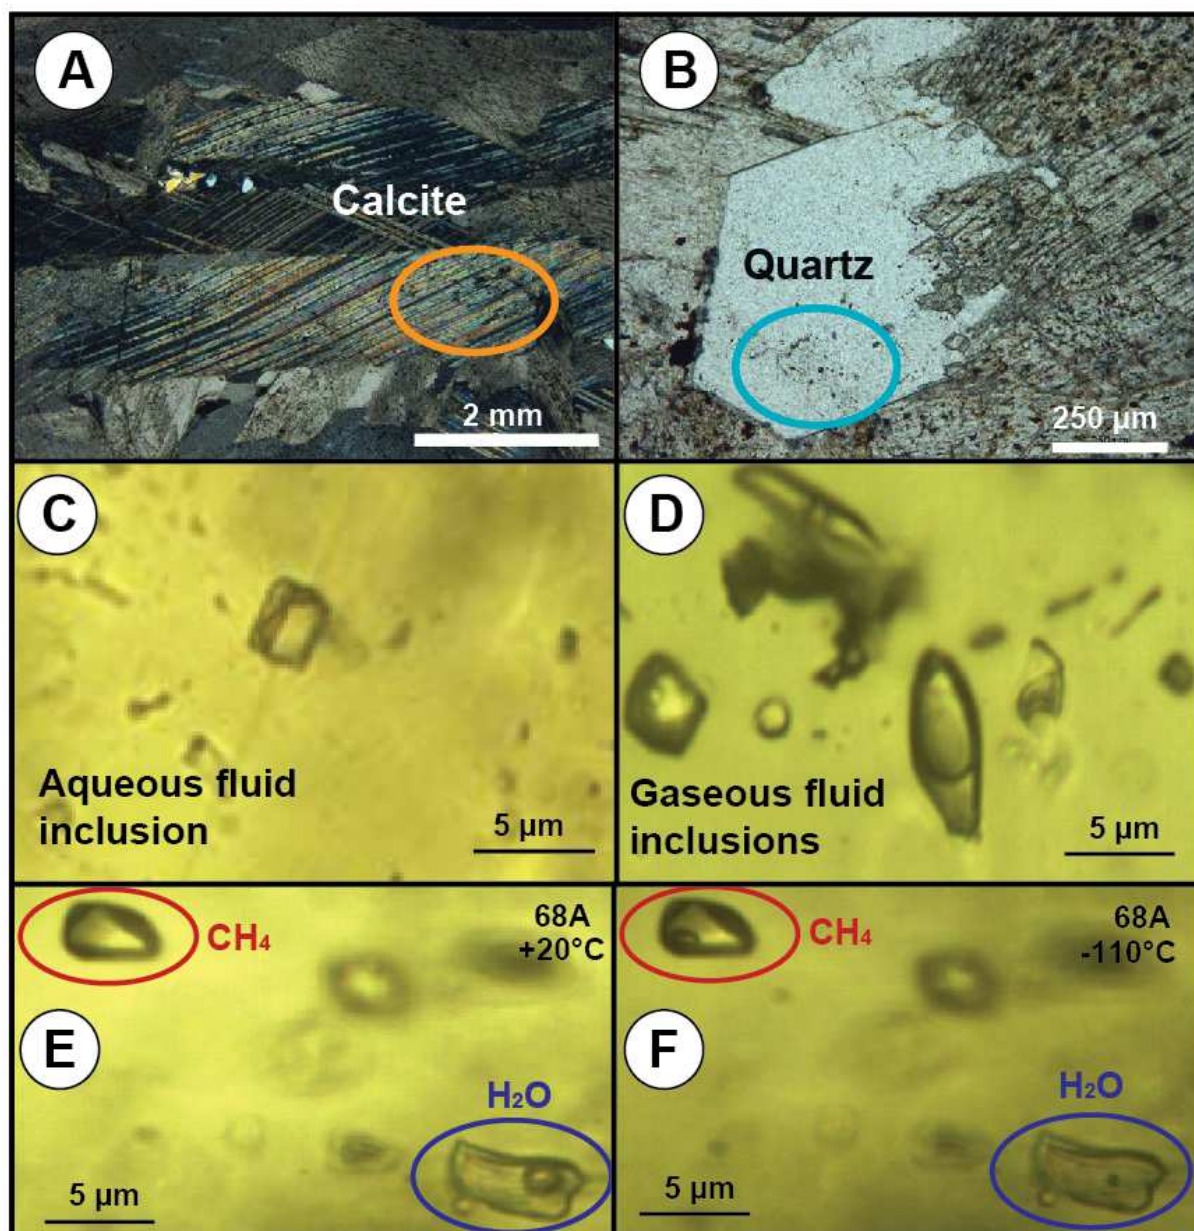 A
Calcite
2 mm
B
Quartz
250 µm
C
Aqueous fluid
inclusion
5 µm
D
Gaseous fluid
inclusions
5 µm
E
CH₄
68A
+20°C
H₂O
5 µm
F
CH₄
68A
-110°C
H₂O
5 µm